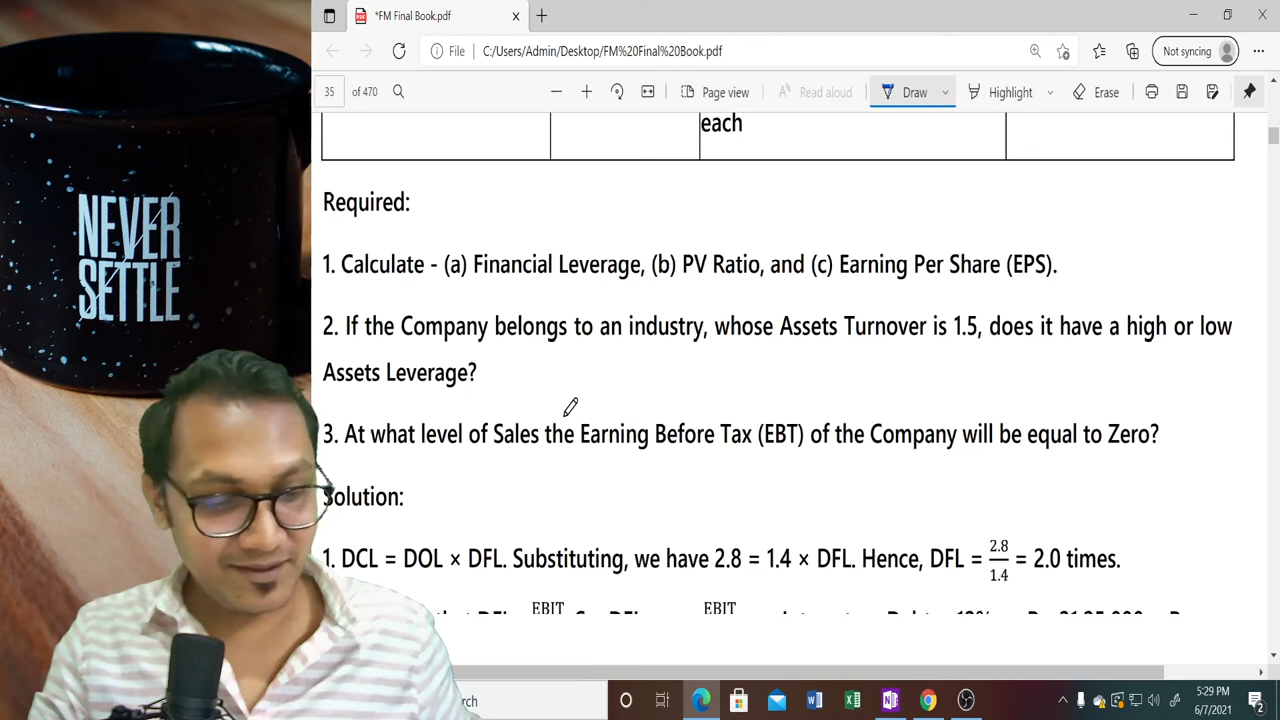 *FM Final Book.pdf
File
C:/Users/Admin/Desktop/FM%20Final%20Book.pdf
Not syncing
35 of 470
Page view
Read aloud
Draw
Highlight
Erase
each
Required:
1. Calculate - (a) Financial Leverage, (b) PV Ratio, and (c) Earning Per Share (EPS).
2. If the Company belongs to an industry, whose Assets Turnover is 1.5, does it have a high or low
Assets Leverage?
3. At what level of Sales the Earning Before Tax (EBT) of the Company will be equal to Zero?
Solution:
1. DCL = DOL × DFL. Substituting, we have 2.8 = 1.4 × DFL. Hence, DFL = 2.8/1.4 = 2.0 times.
EBIT
EBIT
NEVER
SETTLE
5:29 PM
6/7/2021
2